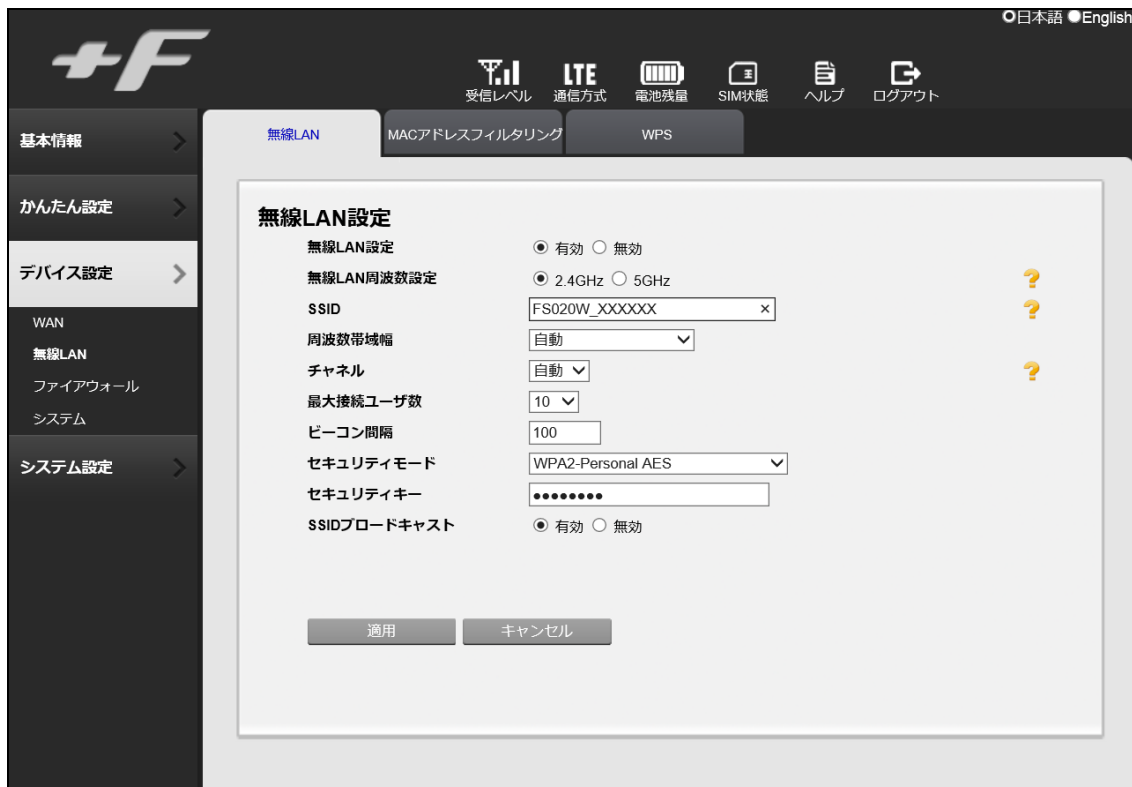 日本語 English
+F
受信レベル LTE 通信方式 電池残量 SIM状態 ヘルプ ログアウト
基本情報
かんたん設定
デバイス設定
WAN
無線LAN
ファイアウォール
システム
システム設定
無線LAN MACアドレスフィルタリング WPS
無線LAN設定
無線LAN設定 有効 無効
無線LAN周波数設定 2.4GHz 5GHz ?
SSID FS020W_XXXXXX × ?
周波数帯域幅 自動
チャネル 自動 ?
最大接続ユーザ数 10
ビーコン間隔 100
セキュリティモード WPA2-Personal AES
セキュリティキー ••••••••
SSIDブロードキャスト 有効 無効
適用 キャンセル